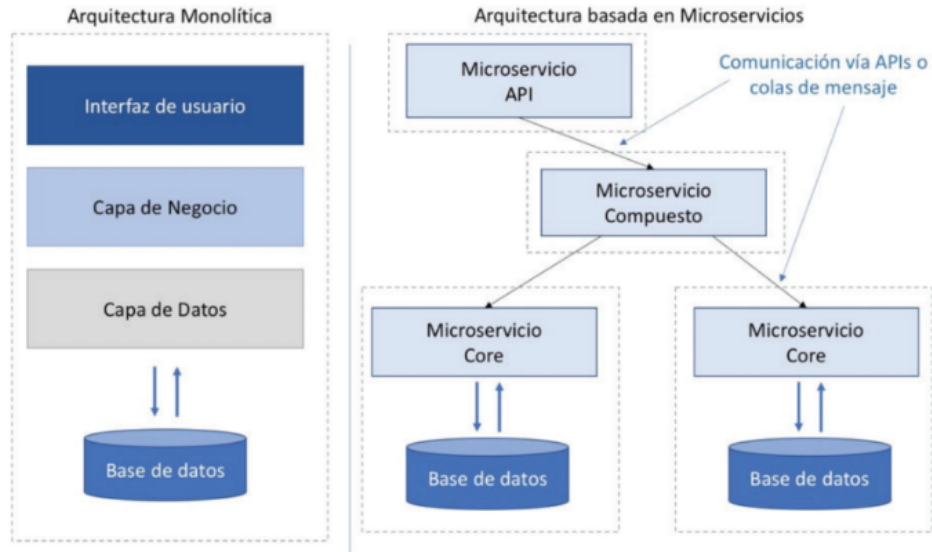 Arquitectura Monolítica
Interfaz de usuario
Capa de Negocio
Capa de Datos
Base de datos
Arquitectura basada en Microservicios
Microservicio
API
Comunicación vía APIs o
colas de mensaje
Microservicio
Compuesto
Microservicio
Core
Base de datos
Microservicio
Core
Base de datos